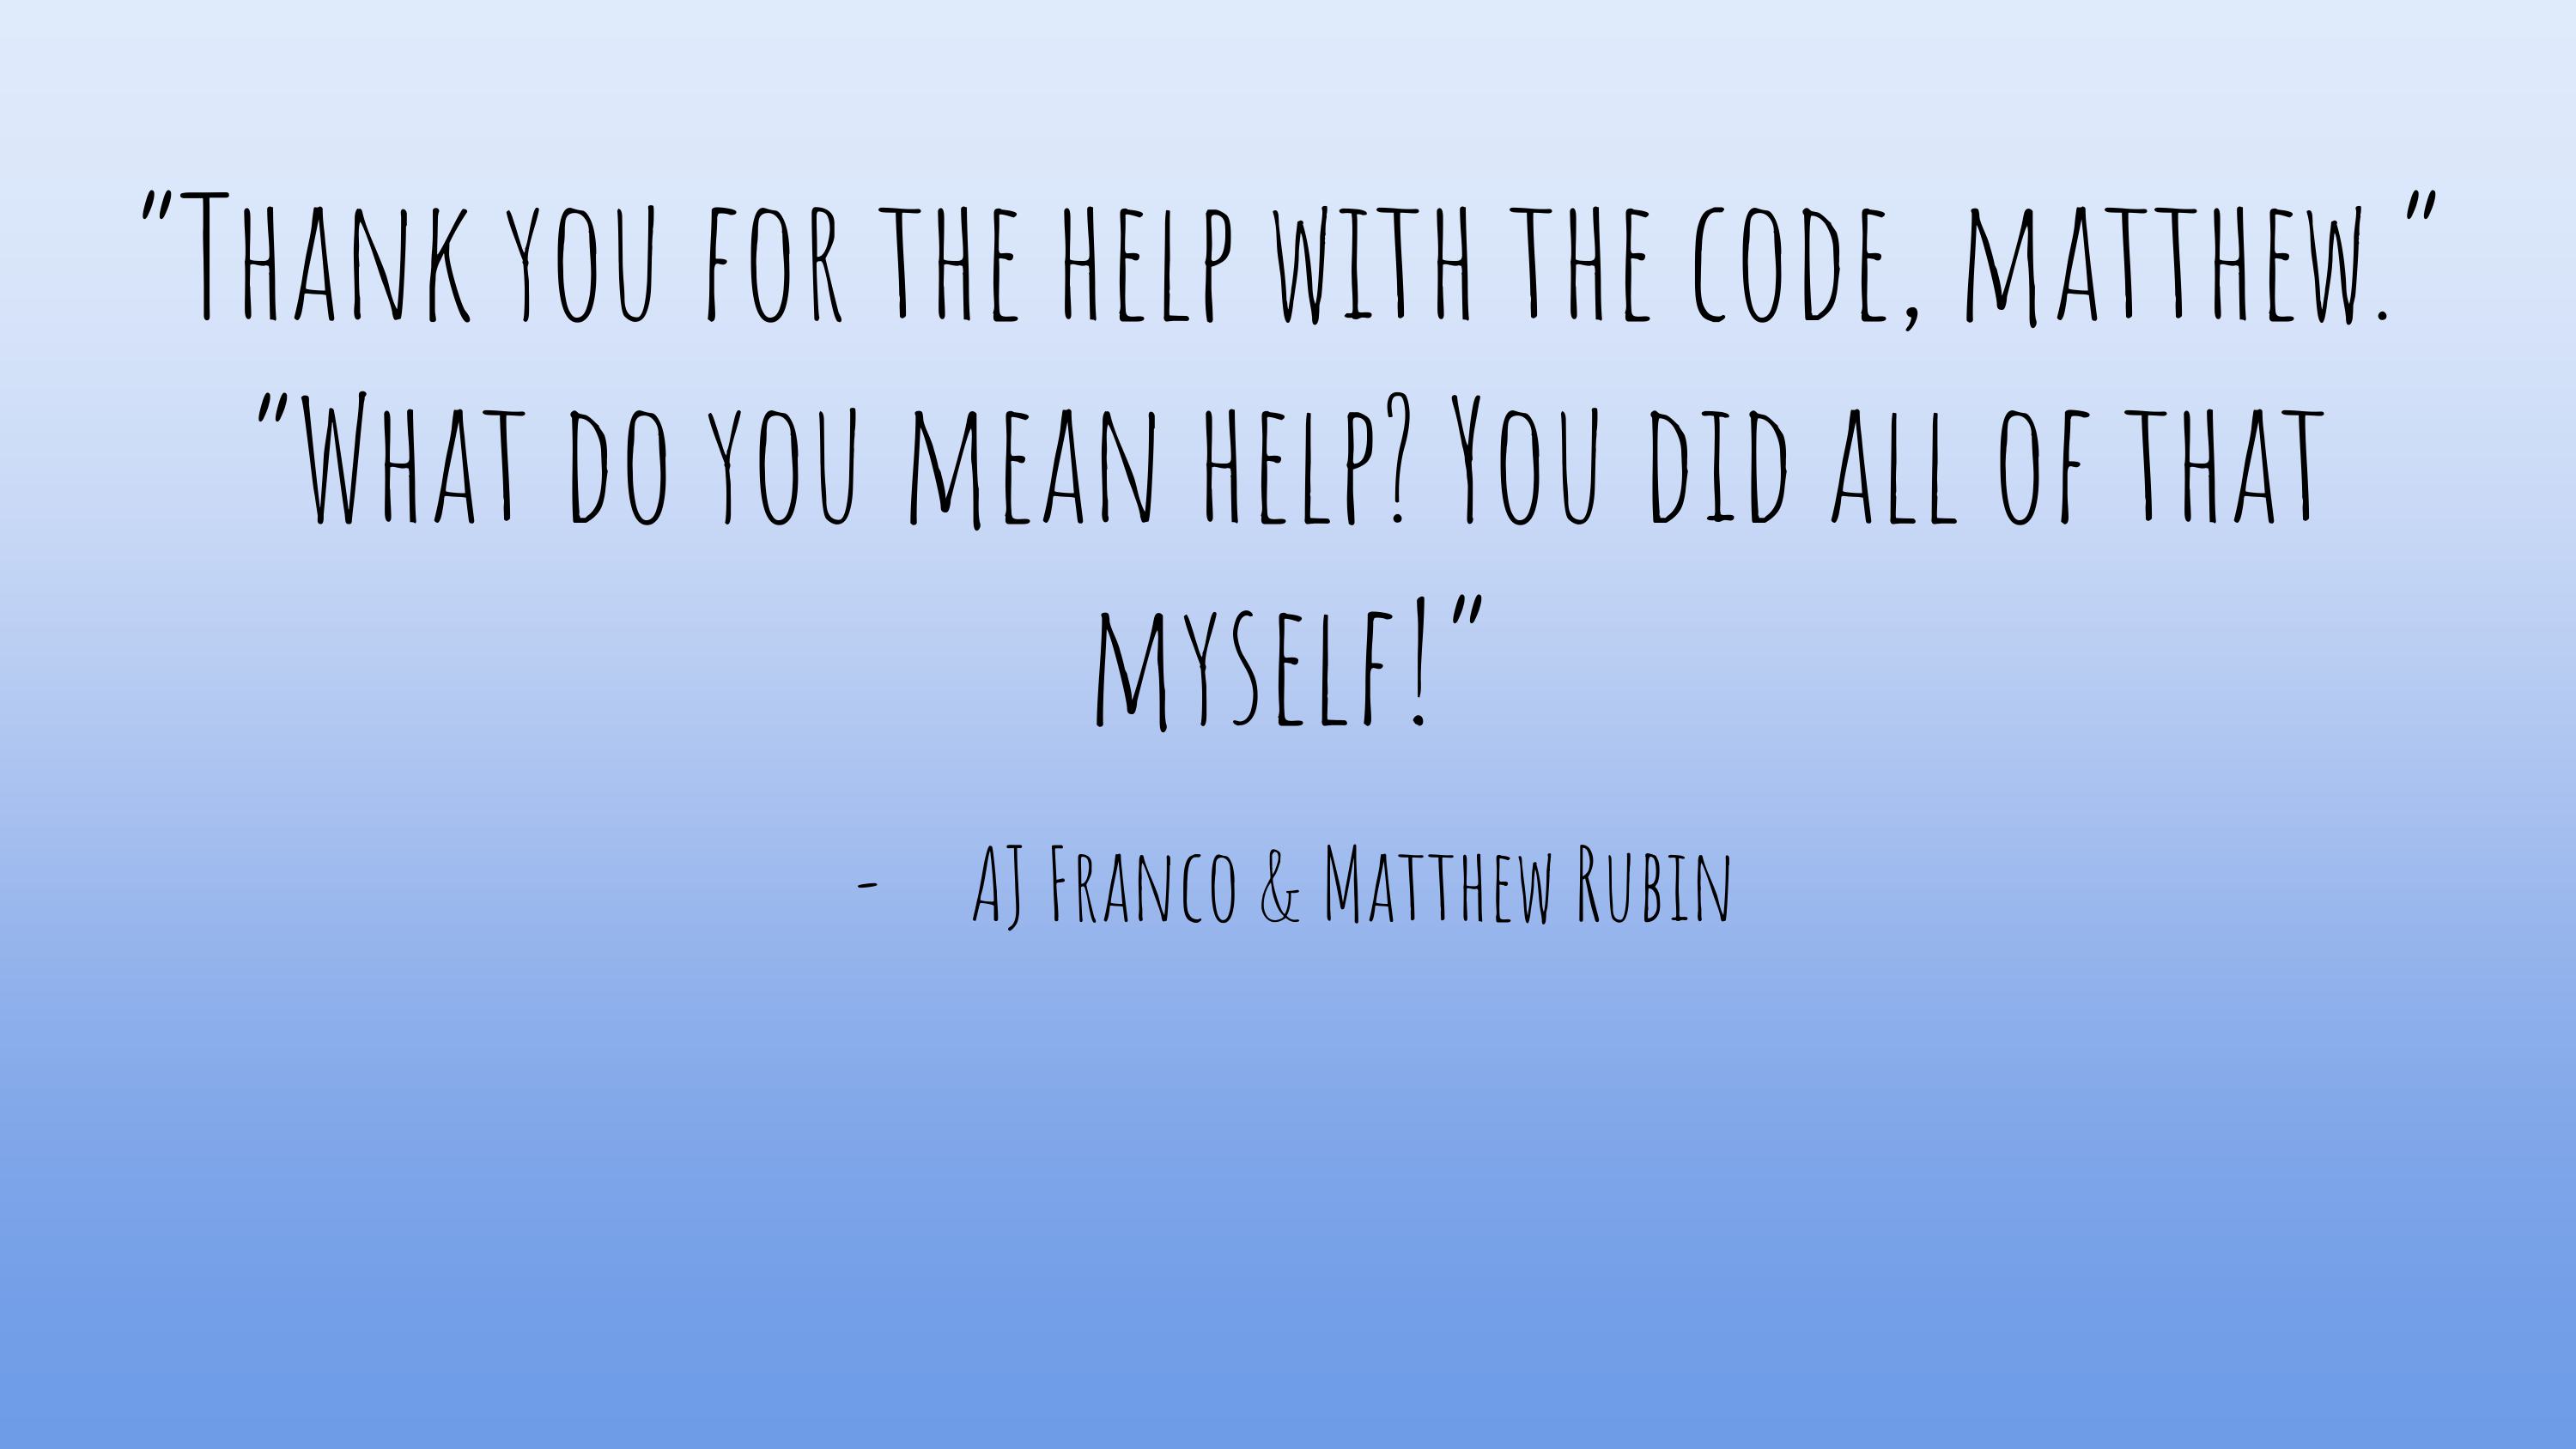 "Thank you for the help with the code, matthew."
"What do you mean help? You did all of that
myself!"
- AJ Franco & Matthew Rubin